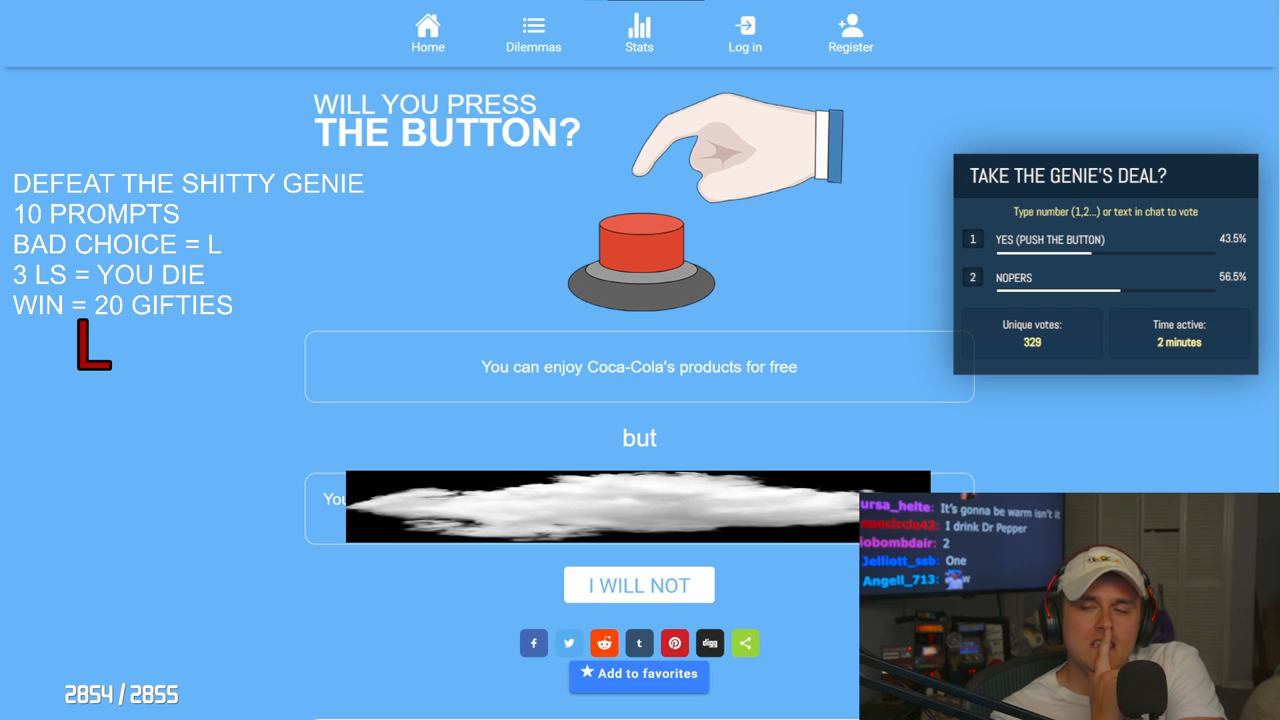 Home
Dilemmas
Stats
Log in
Register
WILL YOU PRESS
THE BUTTON?
DEFEAT THE SHITTY GENIE
10 PROMPTS
BAD CHOICE = L
3 LS = YOU DIE
WIN = 20 GIFTIES
L
TAKE THE GENIE'S DEAL?
Type number (1,2...) or text in chat to vote
1 YES (PUSH THE BUTTON) 43.5%
2 NOPERS 56.5%
Unique votes:
329
Time active:
2 minutes
You can enjoy Coca-Cola's products for free
but
You
I WILL NOT
f
t
digg
★ Add to favorites
ursa_helte: It's gonna be warm isn't it
I drink Dr Pepper
iobombdair: 2
Jelliott_ssb: One
Angell_713: w
2854 / 2855